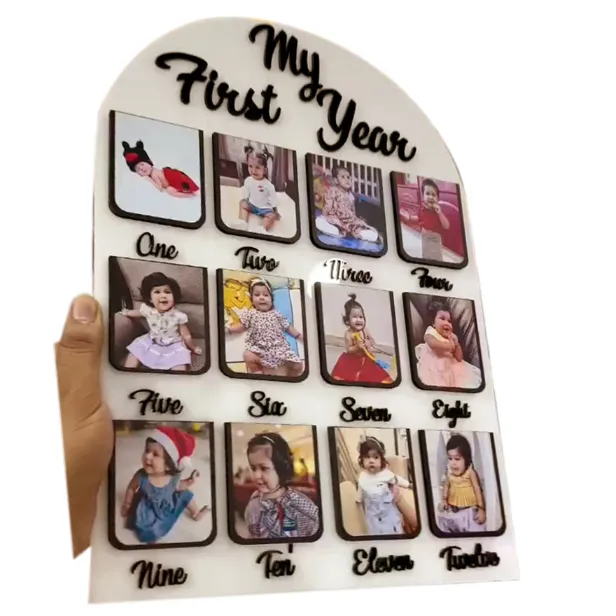 My
First Year
One Two Three Four
Five Six Seven Eight
Nine Ten Eleven Twelve